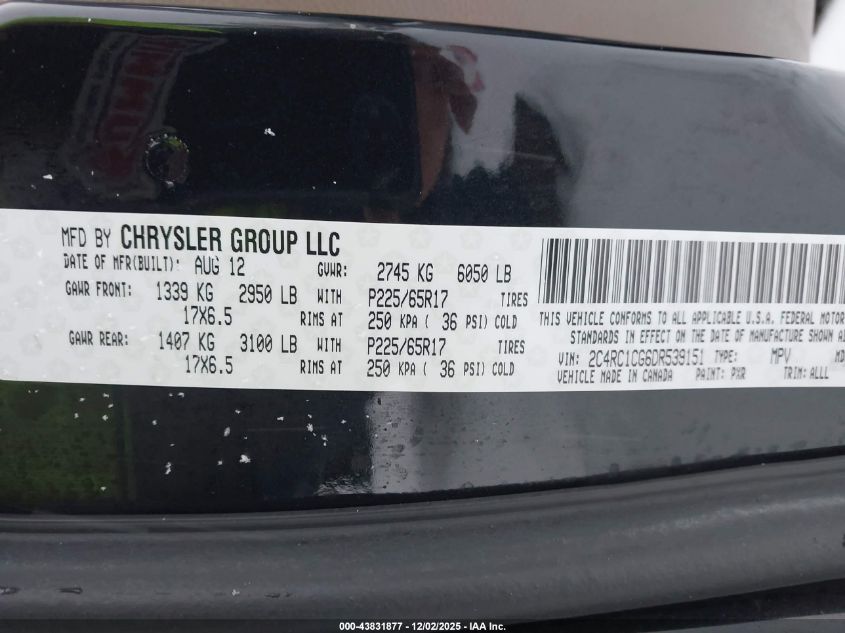 MFD BY CHRYSLER GROUP LLC
DATE OF MFR(BUILT): AUG 12 GVWR: 2745 KG 6050 LB
GAWR FRONT: 1339 KG 2950 LB WITH P225/65R17 TIRES
17X6.5 RIMS AT 250 KPA ( 36 PSI) COLD
GAWR REAR: 1407 KG 3100 LB WITH P225/65R17 TIRES
17X6.5 RIMS AT 250 KPA ( 36 PSI) COLD
THIS VEHICLE CONFORMS TO ALL APPLICABLE U.S.A. FEDERAL MOTOR
STANDARDS IN EFFECT ON THE DATE OF MANUFACTURE SHOWN
VIN: 2C4RC1CG6DR539151 TYPE: MPV
VEHICLE MADE IN CANADA PAINT: PXR TRIM: ALLL
000-43831877 - 12/02/2025 - IAA Inc.